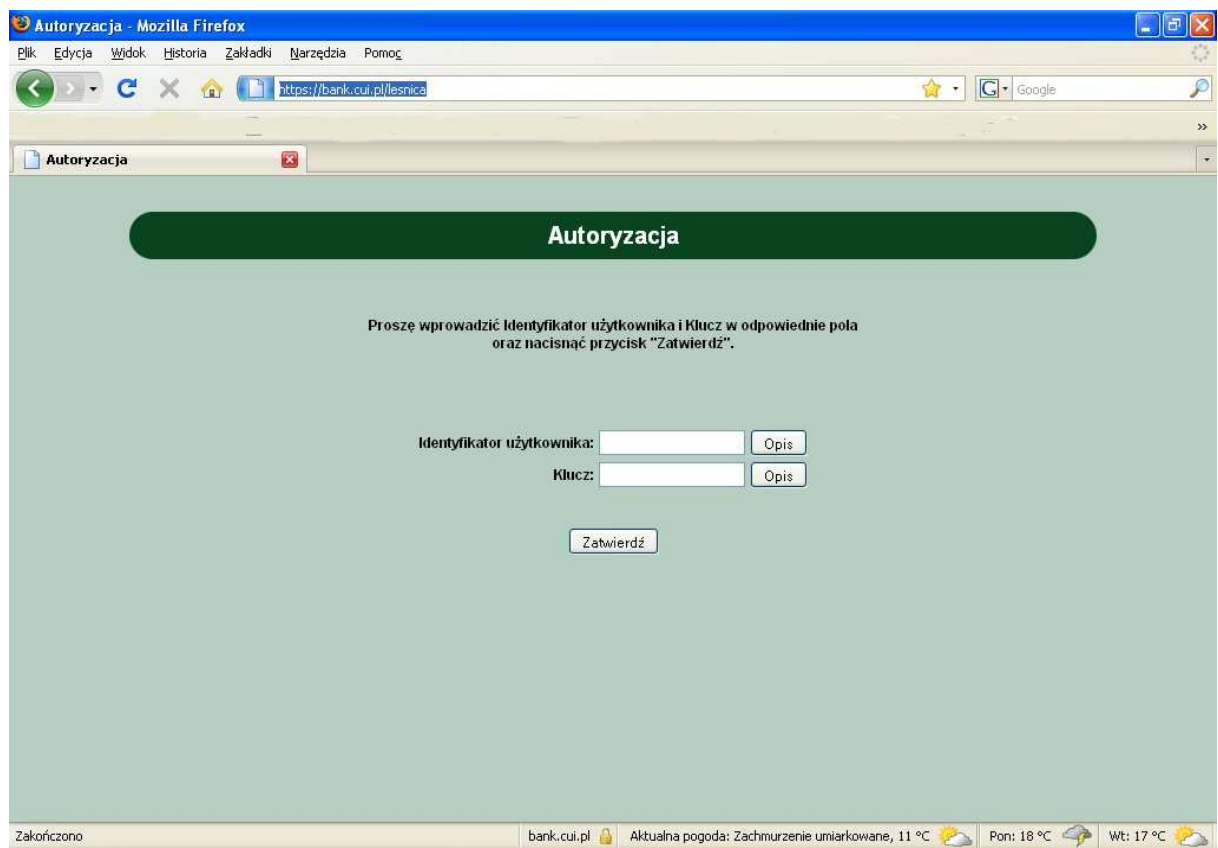 Autoryzacja - Mozilla Firefox
Plik Edycja Widok Historia Zakładki Narzędzia Pomoc
https://bank.cui.pl/lesnica
G Google
»
Autoryzacja
Autoryzacja
Proszę wprowadzić Identyfikator użytkownika i Klucz w odpowiednie pola
oraz nacisnąć przycisk "Zatwierdź".
Identyfikator użytkownika: Opis
Klucz: Opis
Zatwierdź
Zakończono bank.cui.pl Aktualna pogoda: Zachmurzenie umiarkowane, 11 °C Pon: 18 °C Wt: 17 °C